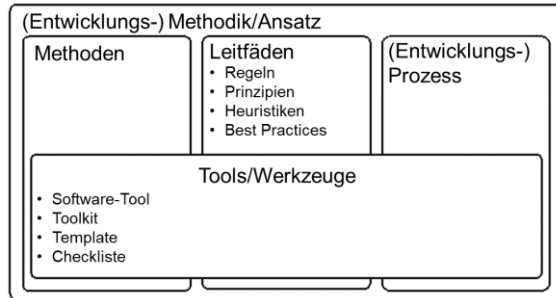 (Entwicklungs-) Methodik/Ansatz
Methoden
Leitfäden
• Regeln
• Prinzipien
• Heuristiken
• Best Practices
(Entwicklungs-)
Prozess
Tools/Werkzeuge
• Software-Tool
• Toolkit
• Template
• Checkliste